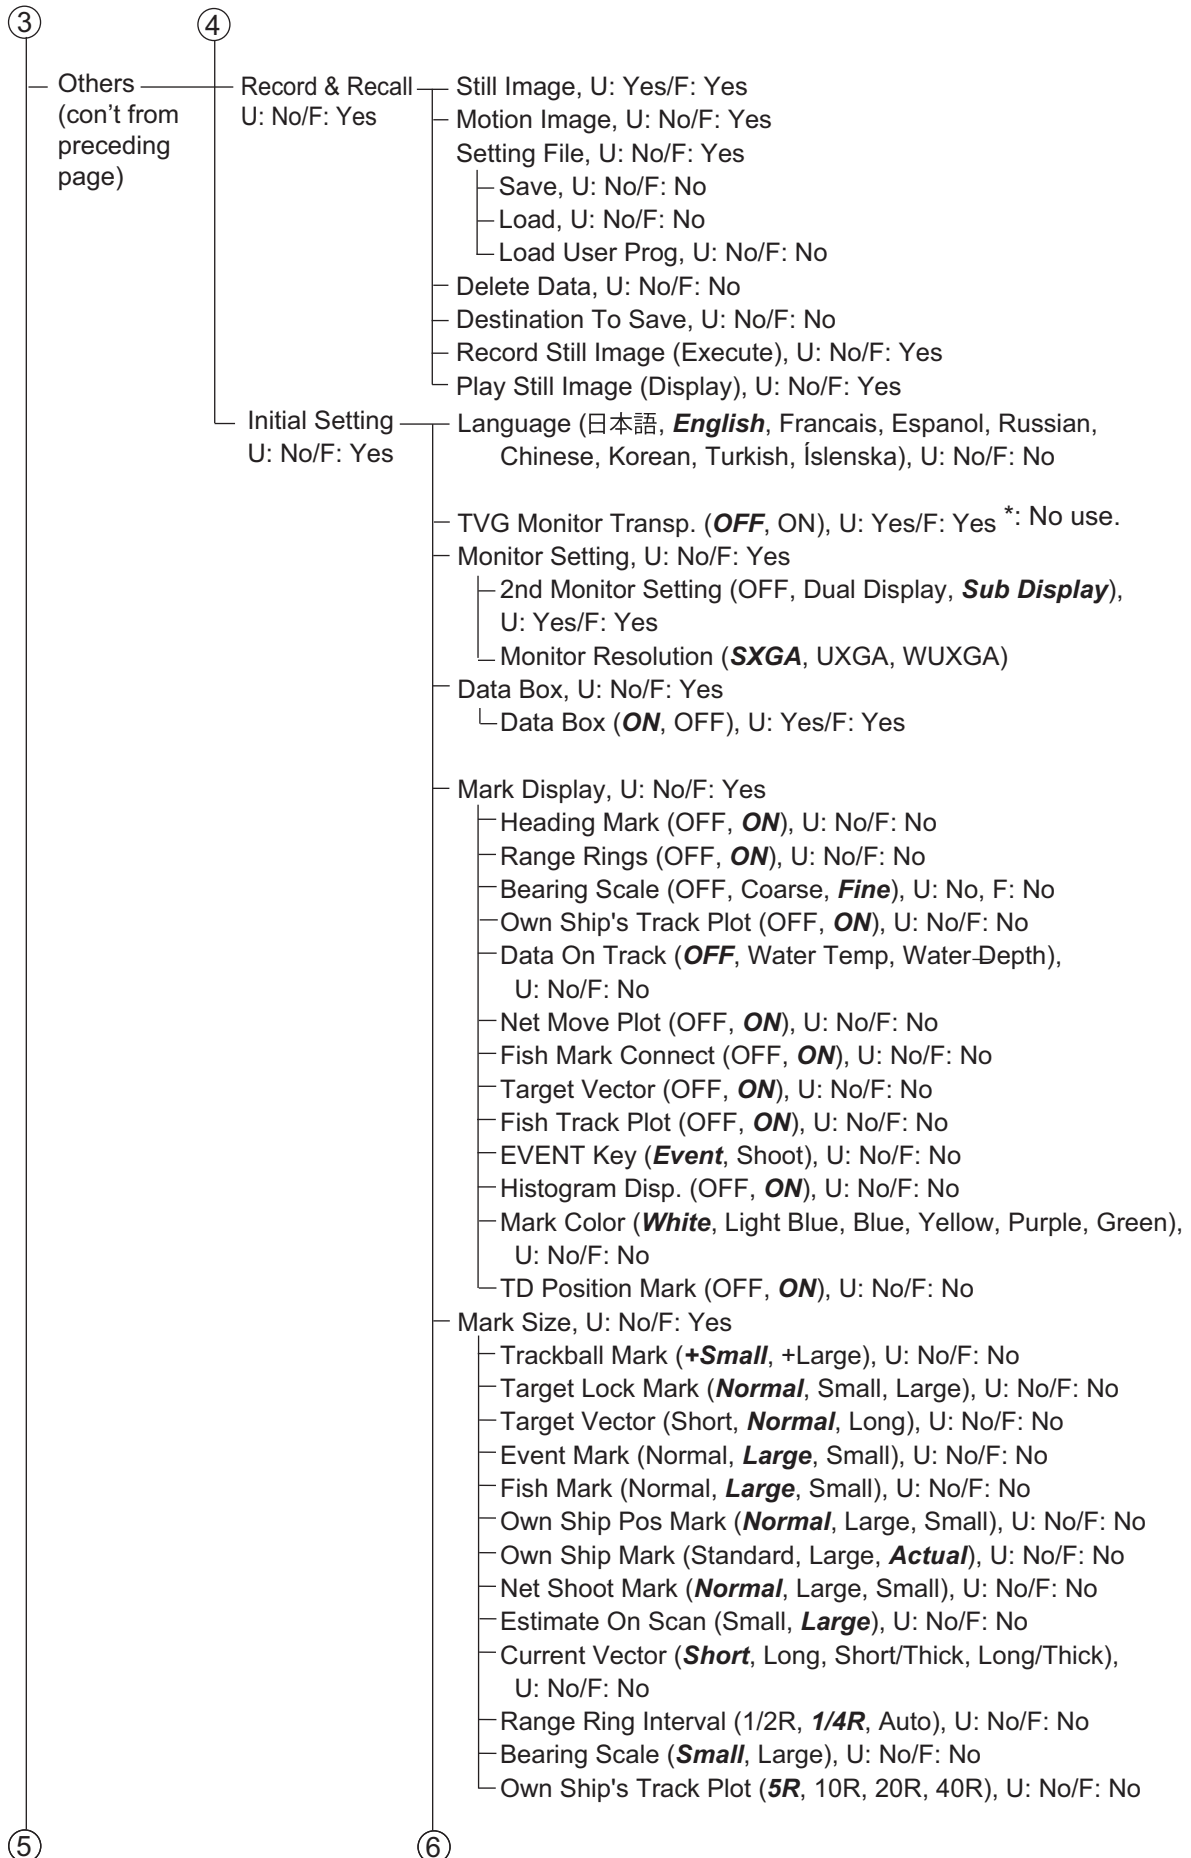 3
4
Others
(con't from
preceding
page)
Record & Recall
U: No/F: Yes
Still Image, U: Yes/F: Yes
Motion Image, U: No/F: Yes
Setting File, U: No/F: Yes
Save, U: No/F: No
Load, U: No/F: No
Load User Prog, U: No/F: No
Delete Data, U: No/F: No
Destination To Save, U: No/F: No
Record Still Image (Execute), U: No/F: Yes
Play Still Image (Display), U: No/F: Yes
Initial Setting
U: No/F: Yes
Language (日本語, English, Francais, Espanol, Russian,
Chinese, Korean, Turkish, Íslenska), U: No/F: No
TVG Monitor Transp. (OFF, ON), U: Yes/F: Yes *: No use.
Monitor Setting, U: No/F: Yes
2nd Monitor Setting (OFF, Dual Display, Sub Display),
U: Yes/F: Yes
Monitor Resolution (SXGA, UXGA, WUXGA)
Data Box, U: No/F: Yes
Data Box (ON, OFF), U: Yes/F: Yes
Mark Display, U: No/F: Yes
Heading Mark (OFF, ON), U: No/F: No
Range Rings (OFF, ON), U: No/F: No
Bearing Scale (OFF, Coarse, Fine), U: No, F: No
Own Ship's Track Plot (OFF, ON), U: No/F: No
Data On Track (OFF, Water Temp, Water Depth),
U: No/F: No
Net Move Plot (OFF, ON), U: No/F: No
Fish Mark Connect (OFF, ON), U: No/F: No
Target Vector (OFF, ON), U: No/F: No
Fish Track Plot (OFF, ON), U: No/F: No
EVENT Key (Event, Shoot), U: No/F: No
Histogram Disp. (OFF, ON), U: No/F: No
Mark Color (White, Light Blue, Blue, Yellow, Purple, Green),
U: No/F: No
TD Position Mark (OFF, ON), U: No/F: No
Mark Size, U: No/F: Yes
Trackball Mark (+Small, +Large), U: No/F: No
Target Lock Mark (Normal, Small, Large), U: No/F: No
Target Vector (Short, Normal, Long), U: No/F: No
Event Mark (Normal, Large, Small), U: No/F: No
Fish Mark (Normal, Large, Small), U: No/F: No
Own Ship Pos Mark (Normal, Large, Small), U: No/F: No
Own Ship Mark (Standard, Large, Actual), U: No/F: No
Net Shoot Mark (Normal, Large, Small), U: No/F: No
Estimate On Scan (Small, Large), U: No/F: No
Current Vector (Short, Long, Short/Thick, Long/Thick),
U: No/F: No
Range Ring Interval (1/2R, 1/4R, Auto), U: No/F: No
Bearing Scale (Small, Large), U: No/F: No
Own Ship's Track Plot (5R, 10R, 20R, 40R), U: No/F: No
5
6